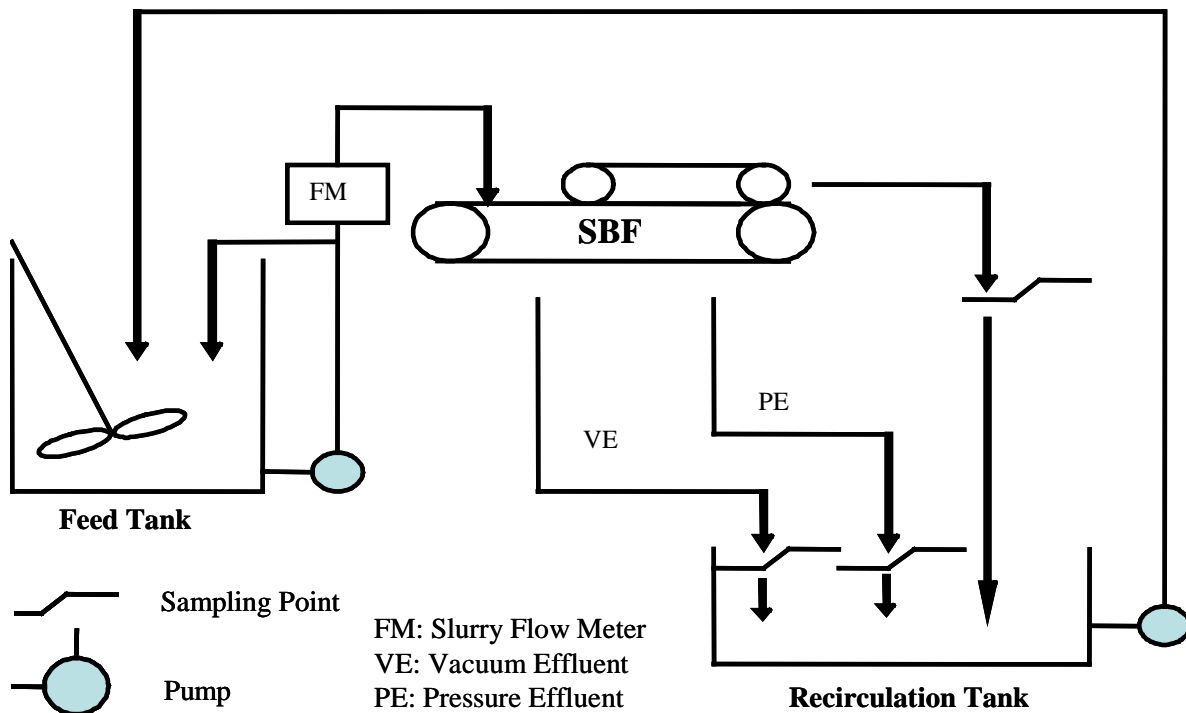 FM
SBF
PE
VE
Feed Tank
Sampling Point
Pump
FM: Slurry Flow Meter
VE: Vacuum Effluent
PE: Pressure Effluent
Recirculation Tank